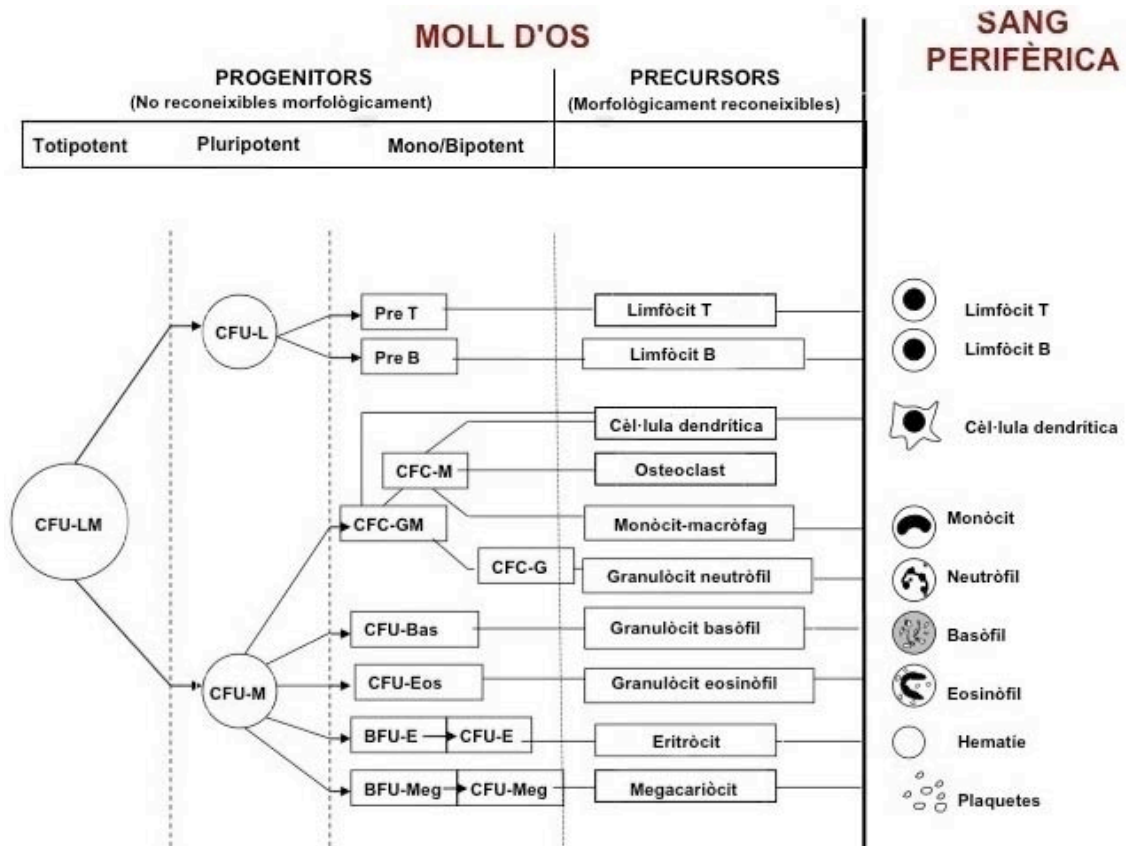 MOLL D'OS
SANG
PERIFÈRICA
PROGENITORS
(No reconeixibles morfològicament)
PRECURSORS
(Morfològicament reconeixibles)
Totipotent
Pluripotent
Mono/Bipotent
CFU-LM
CFU-L
CFU-M
Pre T
Limfòcit T
Limfòcit T
Pre B
Limfòcit B
Limfòcit B
Cèl·lula dendrítica
Cèl·lula dendrítica
CFC-M
Osteoclast
CFC-GM
Monòcit-macròfag
Monòcit
CFC-G
Granulòcit neutròfil
Neutròfil
CFU-Bas
Granulòcit basòfil
Basòfil
CFU-Eos
Granulòcit eosinòfil
Eosinòfil
BFU-E
CFU-E
Eritròcit
Hematie
BFU-Meg
CFU-Meg
Megacariòcit
Plaquetes